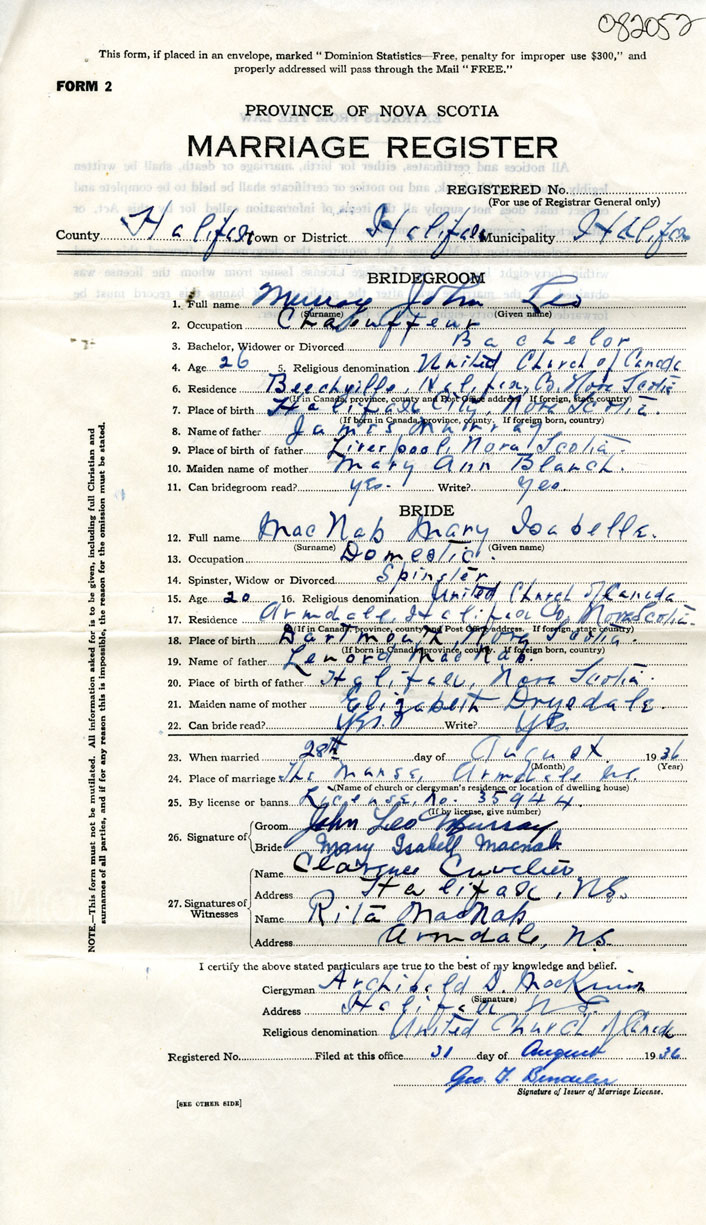 082052
This form, if placed in an envelope, marked "Dominion Statistics—Free, penalty for improper use $300," and
properly addressed will pass through the Mail "FREE."
FORM 2
PROVINCE OF NOVA SCOTIA
MARRIAGE REGISTER
REGISTERED No.
(For use of Registrar General only)
County Halifax Town or District Halifax Municipality Halifax
BRIDEGROOM
1. Full name Murray John Leo
(Surname) (Given name)
2. Occupation Chauffeur
3. Bachelor, Widower or Divorced Bachelor
4. Age 26 5. Religious denomination United Church of Canada
6. Residence Beechville, Halifax Co. Nova Scotia
(If in Canada, province, county and Post Office address If foreign, state country)
7. Place of birth Halifax City, Nova Scotia.
(If born in Canada, province, county. If foreign born, country)
8. Name of father James Murray
9. Place of birth of father Liverpool, Nova Scotia.
10. Maiden name of mother Mary Ann Blanch.
11. Can bridegroom read? yes. Write? yes.
BRIDE
12. Full name MacNab Mary Isabelle.
(Surname) (Given name)
13. Occupation Domestic.
14. Spinster, Widow or Divorced Spinster
15. Age 20 16. Religious denomination United Church of Canada
17. Residence Armdale, Halifax Co, Nova Scotia.
(If in Canada, province, county and Post Office address If foreign, state country)
18. Place of birth Dartmouth, Nova Scotia.
(If born in Canada, province, county. If foreign born, country)
19. Name of father Lenord MacNab.
20. Place of birth of father Halifax, Nova Scotia.
21. Maiden name of mother Elizabeth Drysdale.
22. Can bride read? yes. Write? yes.
23. When married 28th day of August 1936
(Month) (Year)
24. Place of marriage The Manse, Armdale N.S.
(Name of church or clergyman's residence or location of dwelling house)
25. By license or banns License, No. 35944.
(If by license, give number)
26. Signature of Groom John Leo Murray
Bride Mary Isabell Macnab
27. Signatures of Witnesses Name Clarence
Address Halifax, N.S.
Name Rita MacNab
Address Armdale, N.S.
I certify the above stated particulars are true to the best of my knowledge and belief.
Clergyman Archibald D. MacKinnon
(Signature)
Address Halifax N.S.
Religious denomination United Church of Canada
Registered No. Filed at this office 31 day of August 1936
Geo. F.
Signature of Issuer of Marriage License.
[SEE OTHER SIDE]
NOTE.—This form must not be mutilated. All information asked for is to be given, including full Christian and
surnames of all parties, and if for any reason this is impossible, the reason for the omission must be stated.